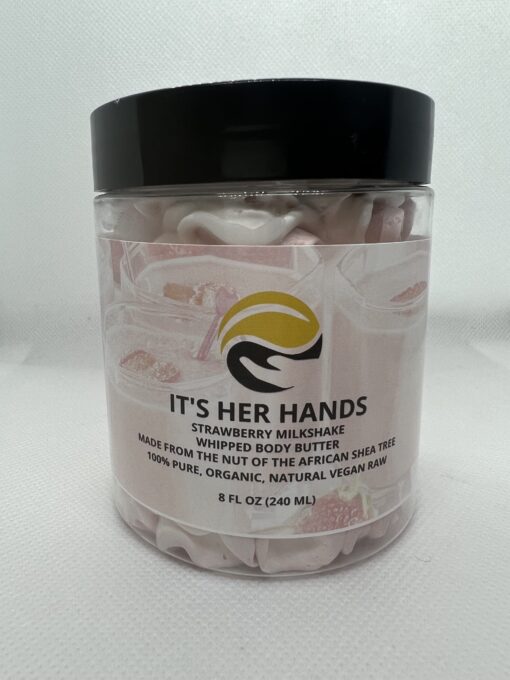 IT'S HER HANDS
STRAWBERRY MILKSHAKE
WHIPPED BODY BUTTER
MADE FROM THE NUT OF THE AFRICAN SHEA TREE
100% PURE, ORGANIC, NATURAL VEGAN RAW
8 FL OZ (240 ML)